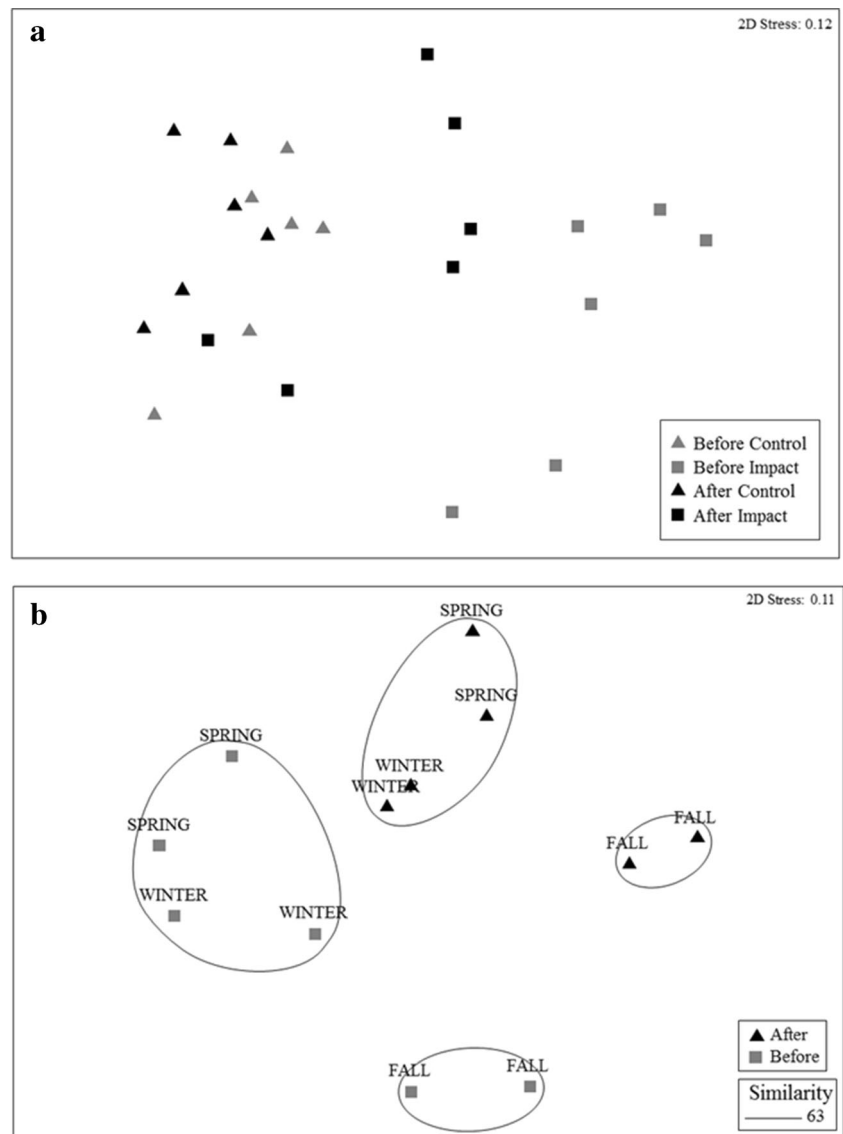 a
2D Stress: 0.12
Before Control
Before Impact
After Control
After Impact
b
2D Stress: 0.11
SPRING
SPRING
SPRING
WINTER
WINTER
SPRING
FALL
FALL
WINTER
WINTER
FALL
FALL
After
Before
Similarity
63